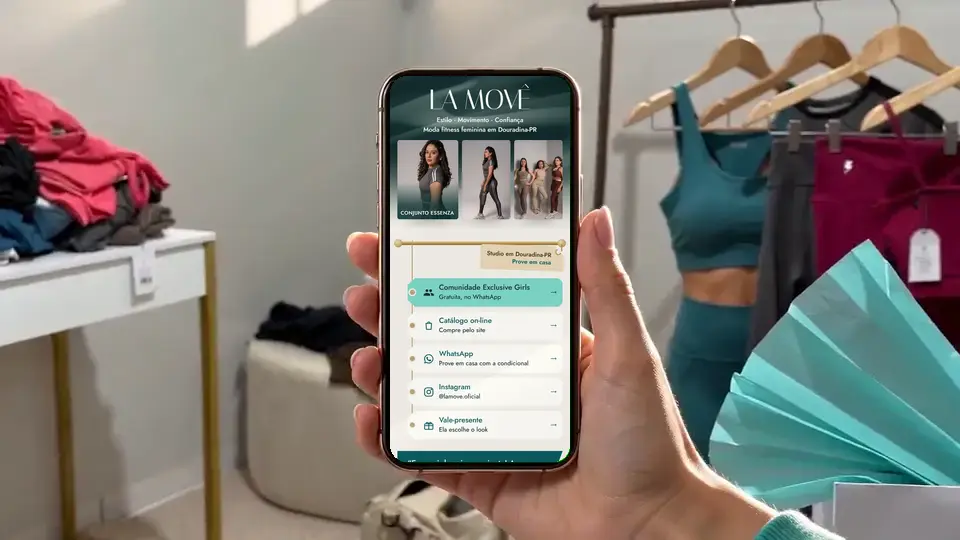 LA MOVÈ
Estilo · Movimento · Confiança
Moda fitness feminina em Douradina-PR
CONJUNTO ESSENZA
Studio em Douradina-PR
Prove em casa
Comunidade Exclusive Girls
Gratuita, no WhatsApp
Catálogo on-line
Compre pelo site
WhatsApp
Prove em casa com a condicional
Instagram
@lamove.oficial
Vale-presente
Ela escolhe o look